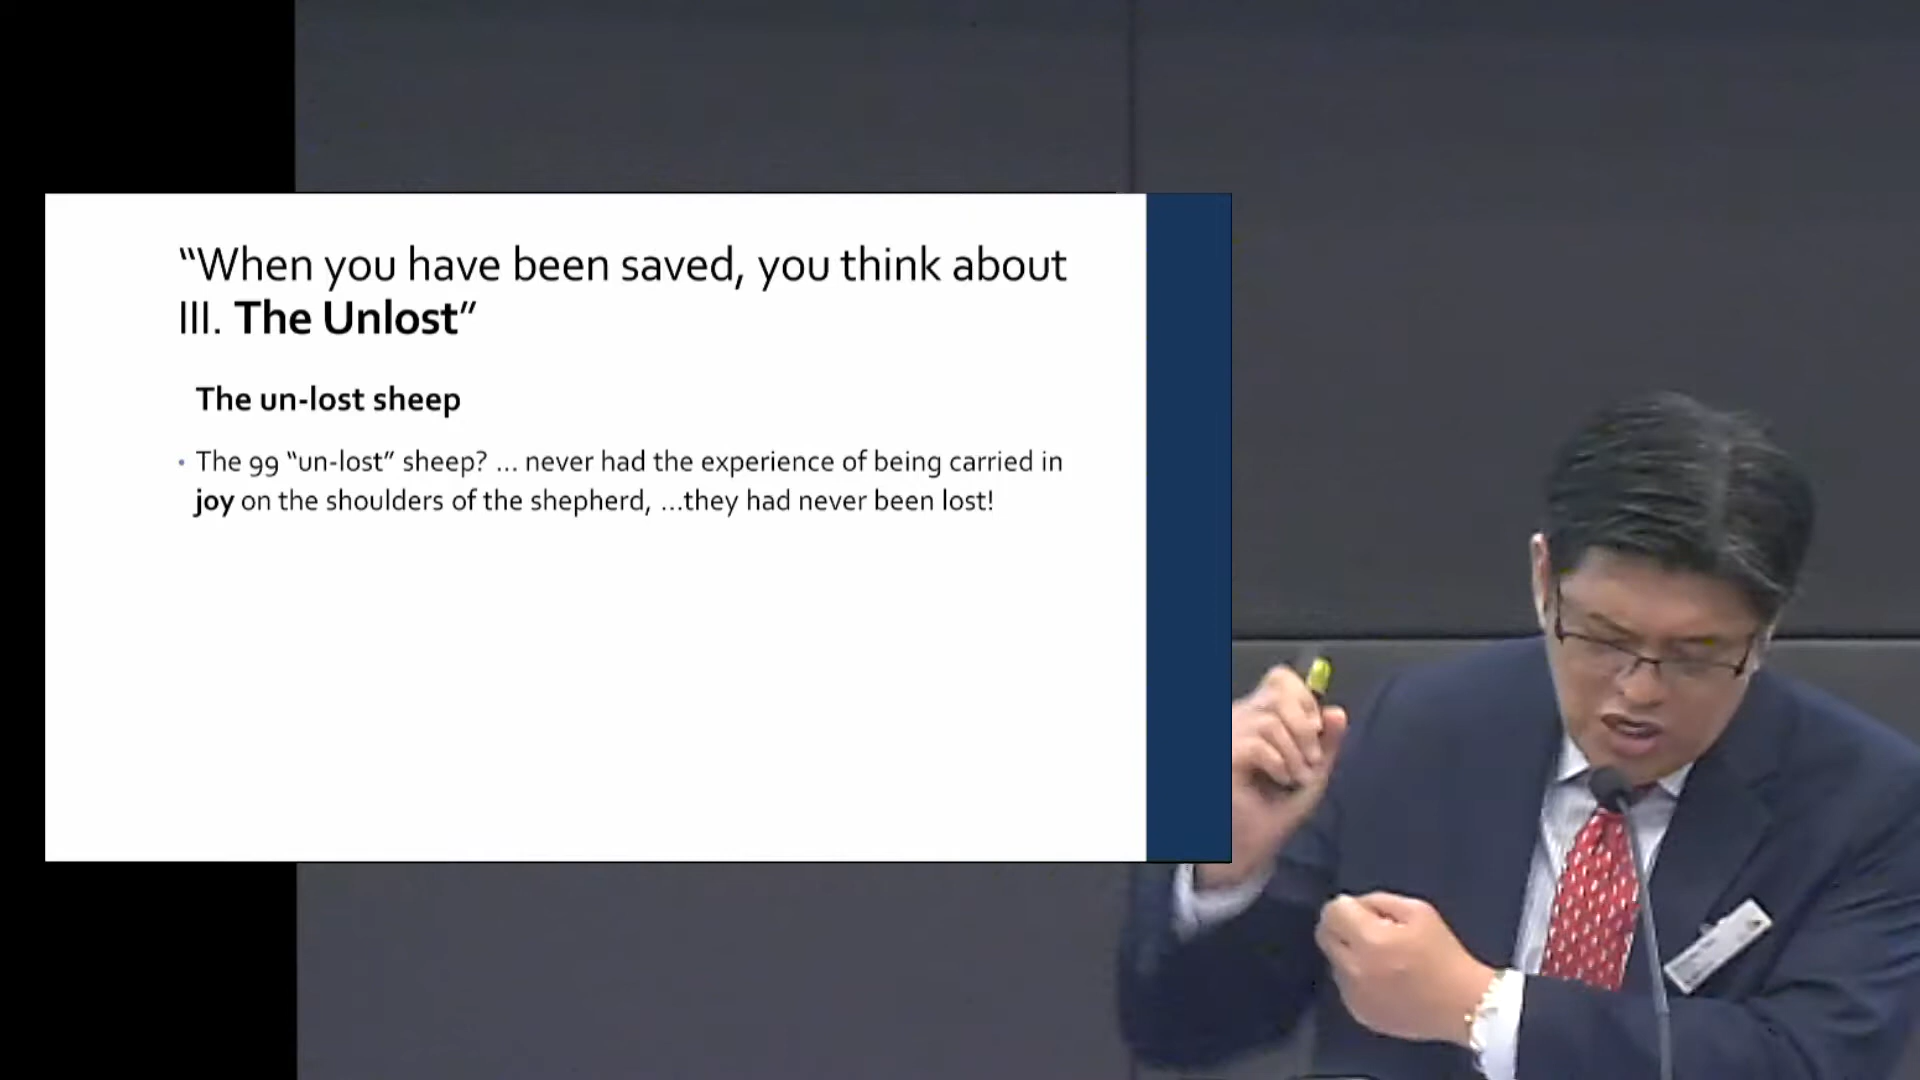 “When you have been saved, you think about
III. The Unlost”
The un-lost sheep
• The 99 “un-lost” sheep? ... never had the experience of being carried in
joy on the shoulders of the shepherd, ...they had never been lost!